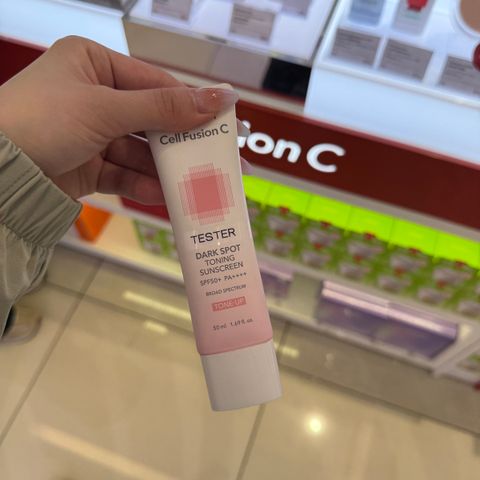 Cell Fusion C
TESTER
DARK SPOT
TONING
SUNSCREEN
SPF50+ PA++++
BROAD SPECTRUM
TONE UP
50 ml 1.69 fl.oz.
ion C